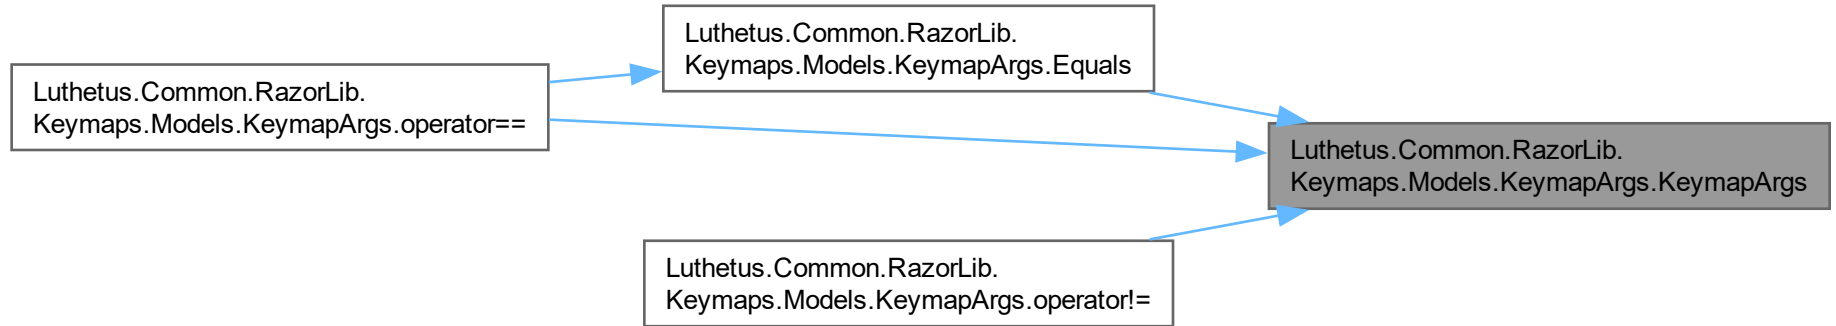 Luthetus.Common.RazorLib.
Keymaps.Models.KeymapArgs.Equals
Luthetus.Common.RazorLib.
Keymaps.Models.KeymapArgs.operator==
Luthetus.Common.RazorLib.
Keymaps.Models.KeymapArgs.KeymapArgs
Luthetus.Common.RazorLib.
Keymaps.Models.KeymapArgs.operator!=